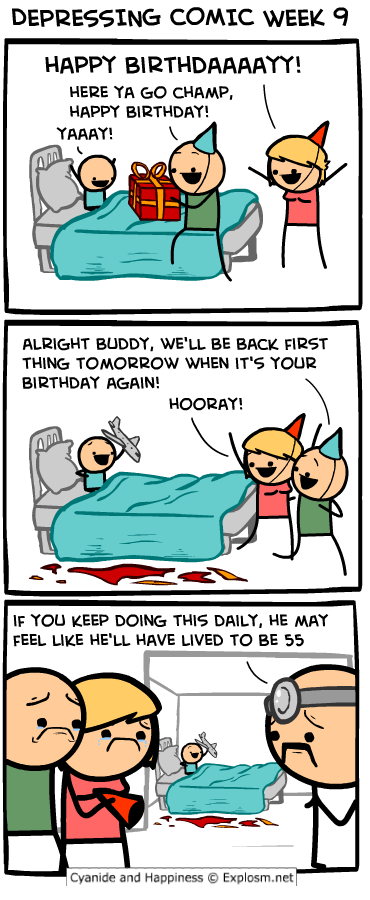 DEPRESSING COMIC WEEK 9
HAPPY BIRTHDAAAAYY!
HERE YA GO CHAMP,
HAPPY BIRTHDAY!
YAAAY!
ALRIGHT BUDDY, WE'LL BE BACK FIRST
THING TOMORROW WHEN IT'S YOUR
BIRTHDAY AGAIN!
HOORAY!
IF YOU KEEP DOING THIS DAILY, HE MAY
FEEL LIKE HE'LL HAVE LIVED TO BE 55
Cyanide and Happiness © Explosm.net